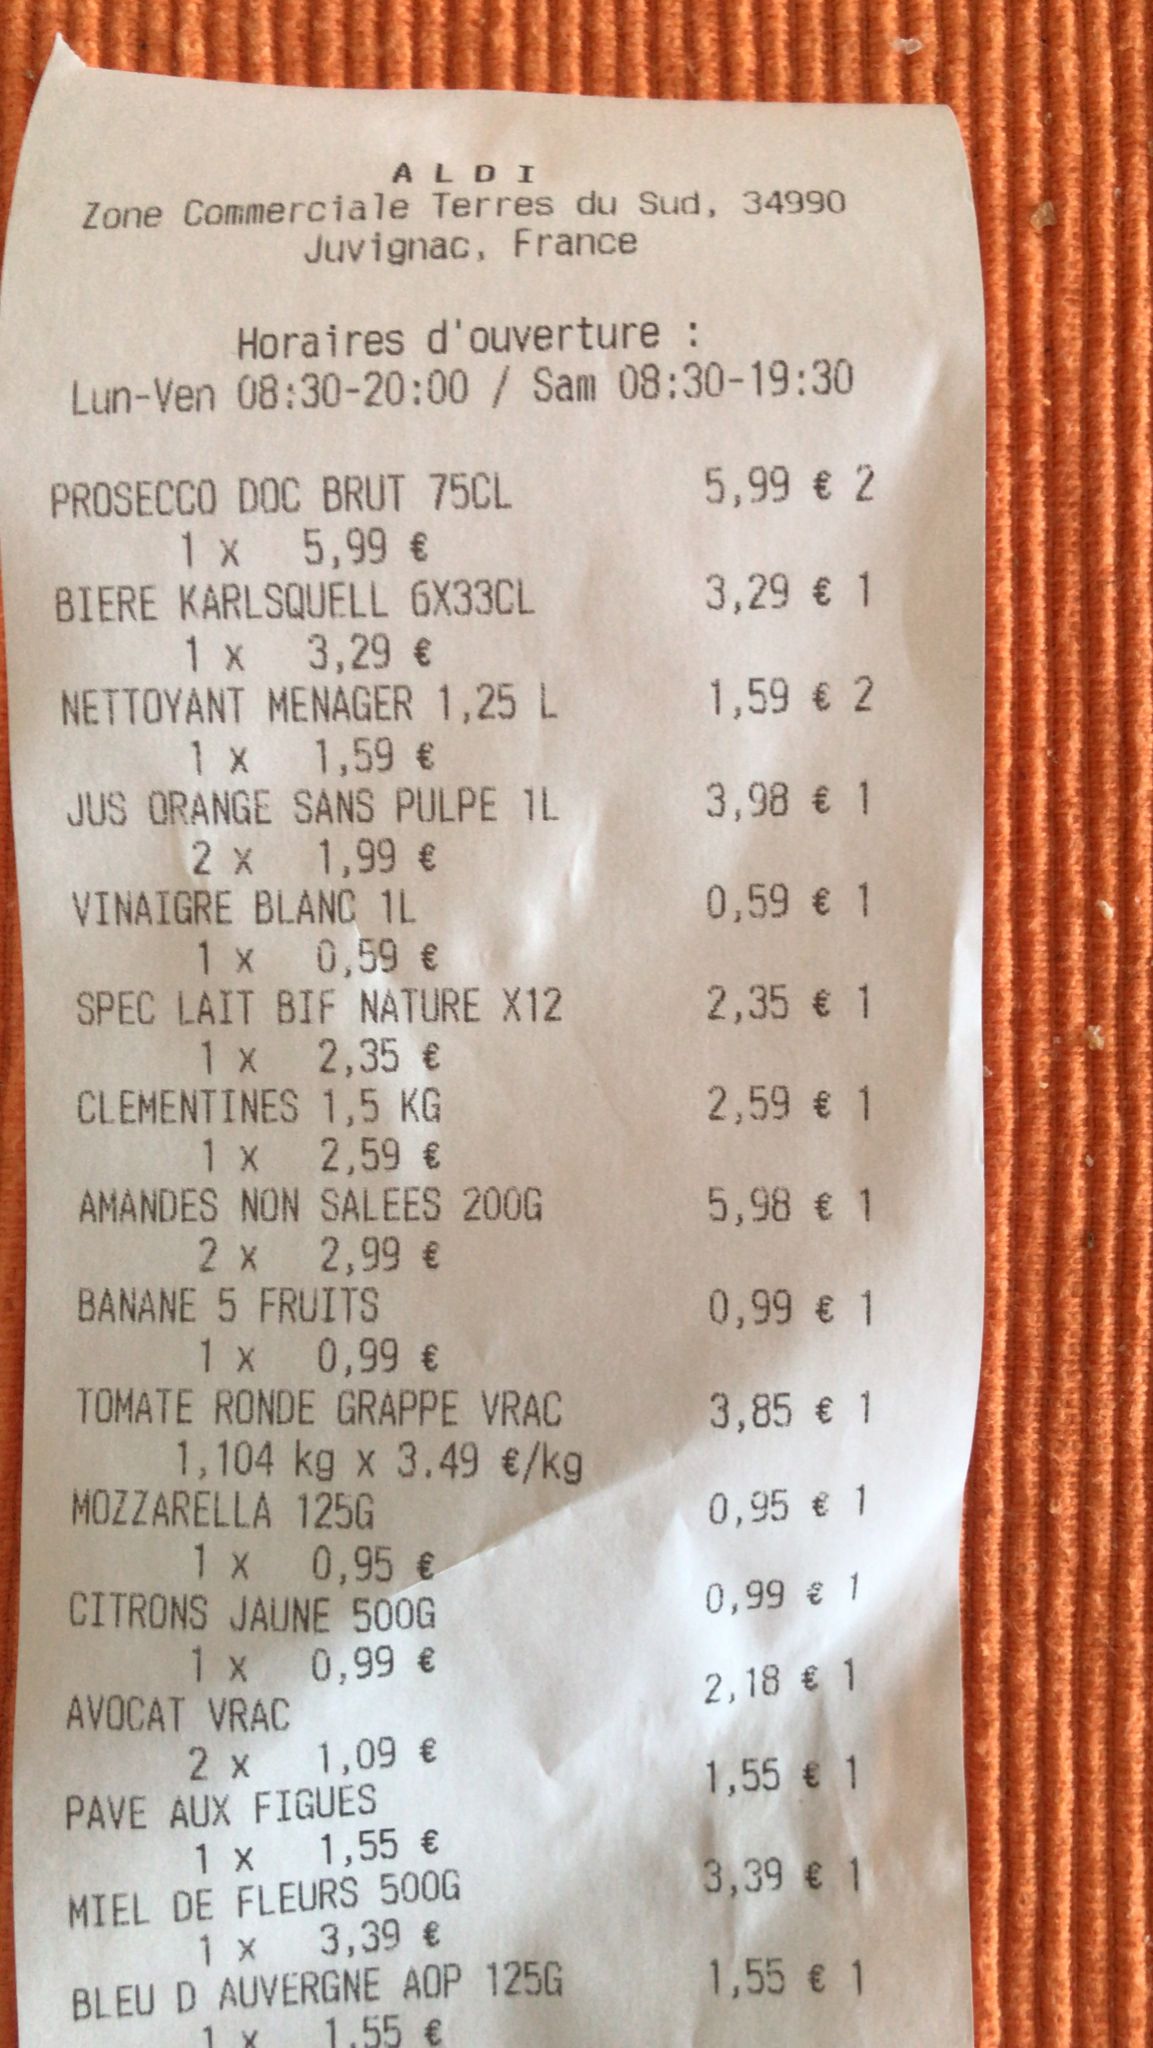 ALDI
Zone Commerciale Terres du Sud, 34990
Juvignac, France
Horaires d'ouverture :
Lun-Ven 08:30-20:00 / Sam 08:30-19:30
PROSECCO DOC BRUT 75CL 5,99 € 2
1 x 5,99 €
BIERE KARLSQUELL 6X33CL 3,29 € 1
1 x 3,29 €
NETTOYANT MENAGER 1,25 L 1,59 € 2
1 x 1,59 €
JUS ORANGE SANS PULPE 1L 3,98 € 1
2 x 1,99 €
VINAIGRE BLANC 1L 0,59 € 1
1 x 0,59 €
SPEC LAIT BIF NATURE X12 2,35 € 1
1 x 2,35 €
CLEMENTINES 1,5 KG 2,59 € 1
1 x 2,59 €
AMANDES NON SALEES 200G 5,98 € 1
2 x 2,99 €
BANANE 5 FRUITS 0,99 € 1
1 x 0,99 €
TOMATE RONDE GRAPPE VRAC 3,85 € 1
1,104 kg x 3.49 €/kg
MOZZARELLA 125G 0,95 € 1
1 x 0,95 €
CITRONS JAUNE 500G 0,99 € 1
1 x 0,99 €
AVOCAT VRAC 2,18 € 1
2 x 1,09 €
PAVE AUX FIGUES 1,55 € 1
1 x 1,55 €
MIEL DE FLEURS 500G 3,39 € 1
1 x 3,39 €
BLEU D AUVERGNE AOP 125G 1,55 € 1
1 x 1,55 €